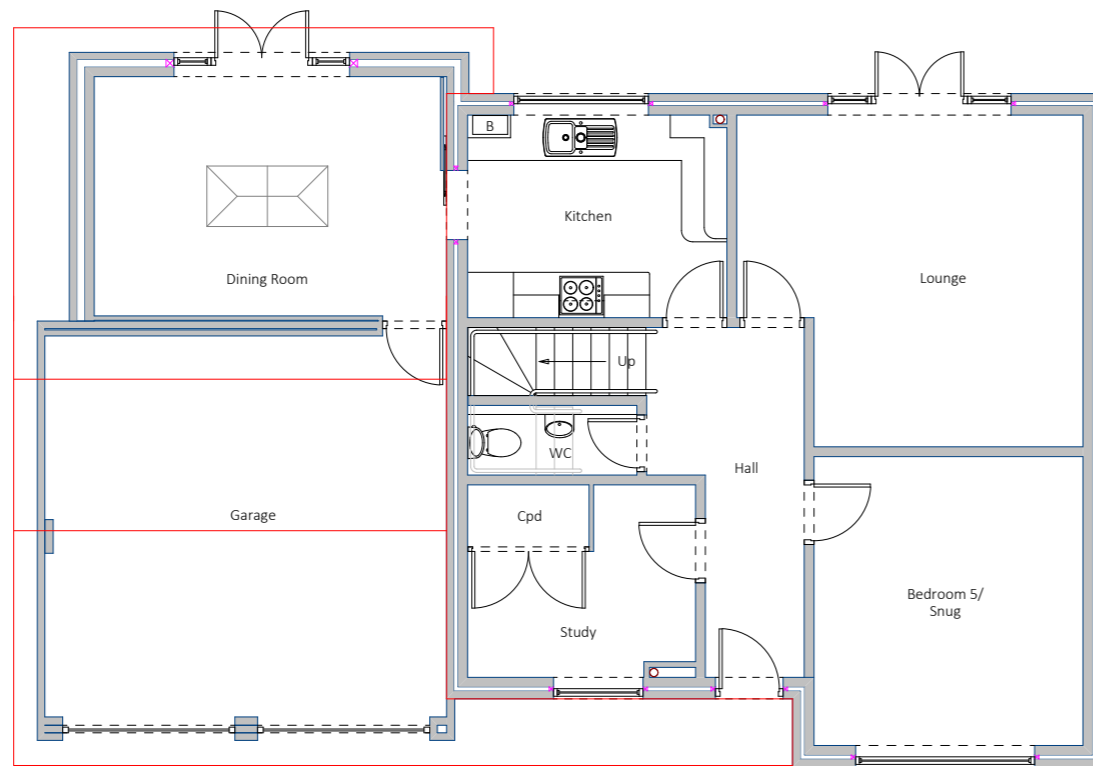 B
Kitchen
Dining Room
Lounge
Up
WC
Hall
Garage
Cpd
Bedroom 5/
Snug
Study